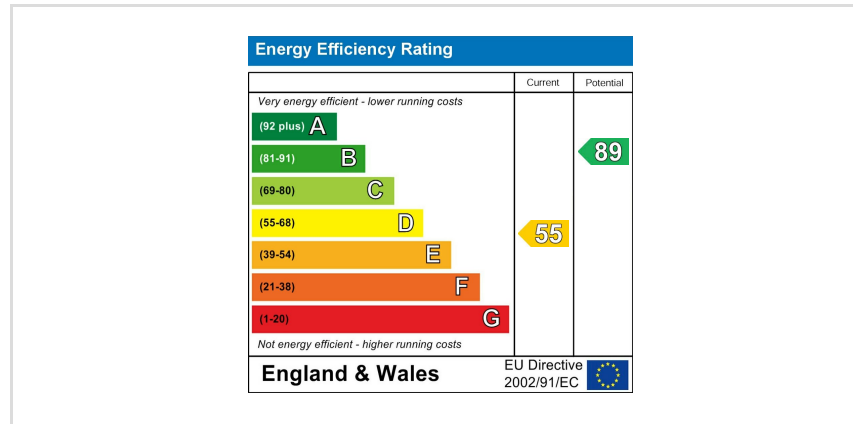 Energy Efficiency Rating
Current Potential
Very energy efficient - lower running costs
(92 plus) A
(81-91) B
89
(69-80) C
(55-68) D
55
(39-54) E
(21-38) F
(1-20) G
Not energy efficient - higher running costs
England & Wales
EU Directive
2002/91/EC